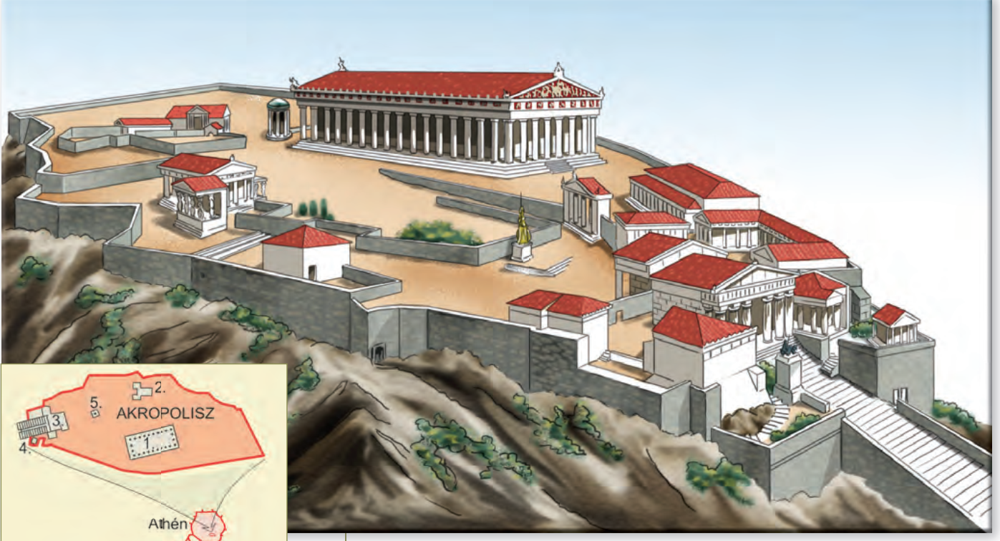 2.
5.
AKROPOLISZ
3.
1.
4.
Athén